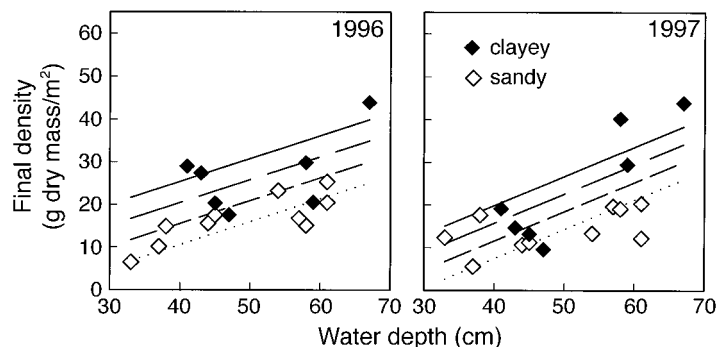 Final density
(g dry mass/m²)
60
50
40
30
20
10
0
1996
30 40 50 60 70
1997
clayey
sandy
30 40 50 60 70
Water depth (cm)